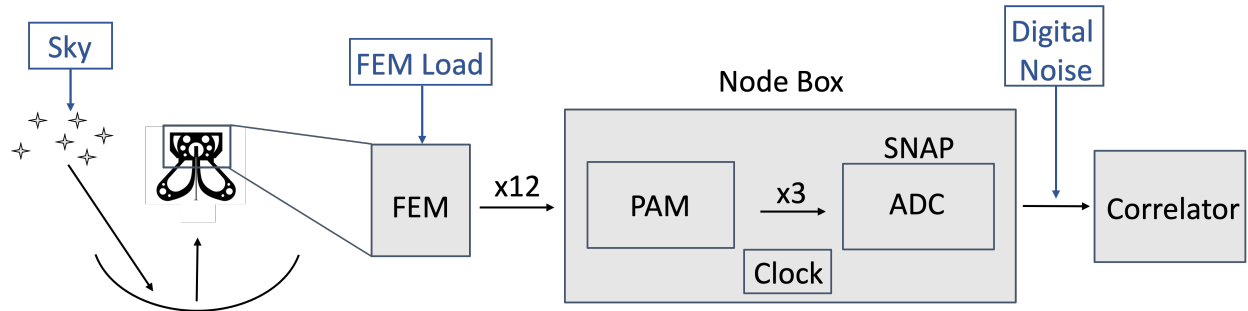 Sky
FEM Load
FEM
x12
Node Box
PAM
x3
Clock
SNAP
ADC
Digital
Noise
Correlator